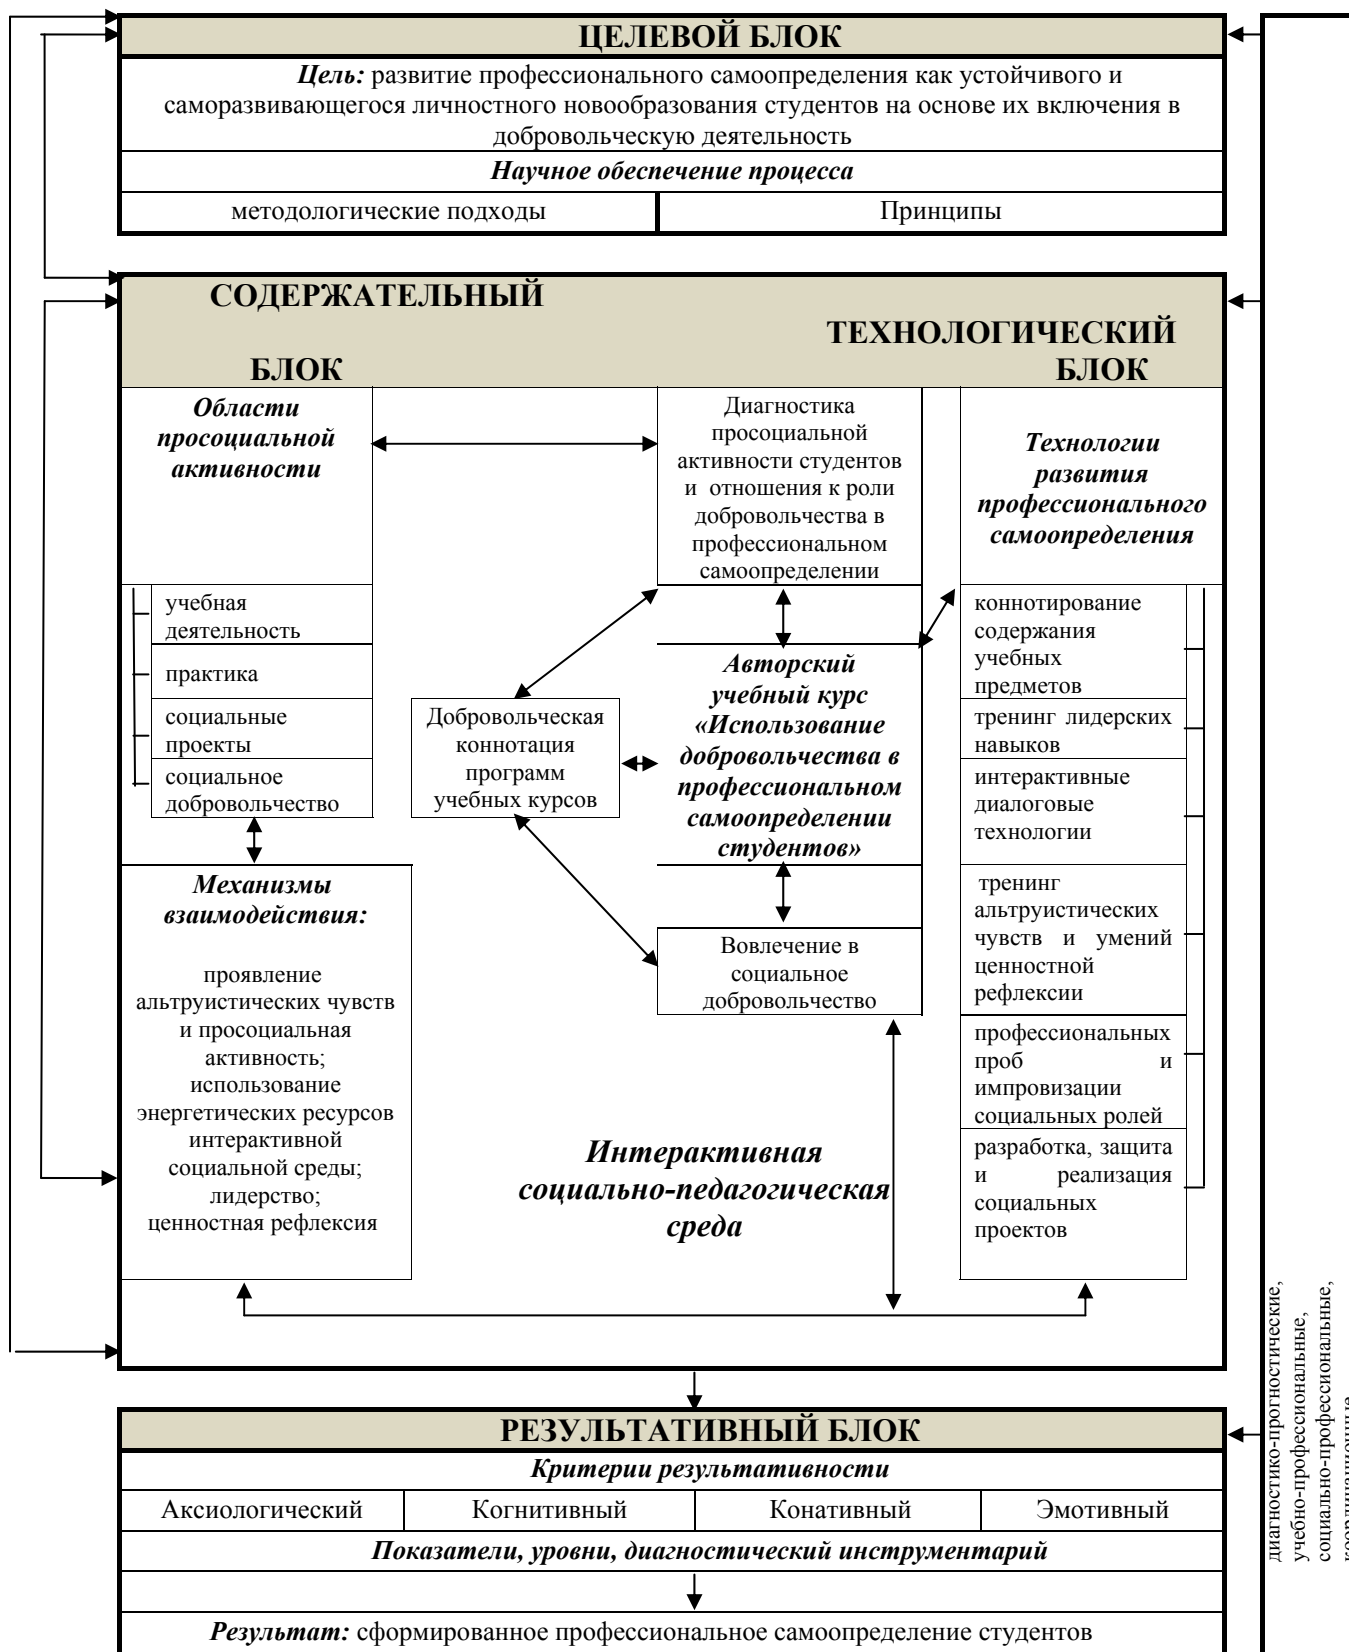 ЦЕЛЕВОЙ БЛОК
Цель: развитие профессионального самоопределения как устойчивого и
саморазвивающегося личностного новообразования студентов на основе их включения в
добровольческую деятельность
Научное обеспечение процесса
методологические подходы
Принципы
СОДЕРЖАТЕЛЬНЫЙ
БЛОК
ТЕХНОЛОГИЧЕСКИЙ
БЛОК
Области
просоциальной
активности
учебная
деятельность
практика
социальные
проекты
социальное
добровольчество
Механизмы
взаимодействия:
проявление
альтруистических чувств
и просоциальная
активность;
использование
энергетических ресурсов
интерактивной
социальной среды;
лидерство;
ценностная рефлексия
Добровольческая
коннотация
программ
учебных курсов
Диагностика
просоциальной
активности студентов
и отношения к роли
добровольчества в
профессиональном
самоопределении
Авторский
учебный курс
«Использование
добровольчества в
профессиональном
самоопределении
студентов»
Вовлечение в
социальное
добровольчество
Интерактивная
социально-педагогическая
среда
Технологии
развития
профессионального
самоопределения
коннотирование
содержания
учебных
предметов
тренинг лидерских
навыков
интерактивные
диалоговые
технологии
тренинг
альтруистических
чувств и умений
ценностной
рефлексии
профессиональных
проб и
импровизации
социальных ролей
разработка, защита
и реализация
социальных
проектов
РЕЗУЛЬТАТИВНЫЙ БЛОК
Критерии результативности
Аксиологический
Когнитивный
Конативный
Эмотивный
Показатели, уровни, диагностический инструментарий
Результат: сформированное профессиональное самоопределение студентов
диагностико-прогностические,
учебно-профессиональные,
социально-профессиональные,